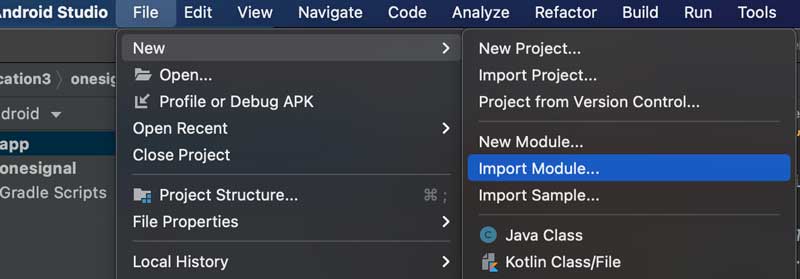 Android Studio File Edit View Navigate Code Analyze Refactor Build Run Tools
New
Open...
Profile or Debug APK
Open Recent
Close Project
Project Structure... ⌘ ;
File Properties
Local History
New Project...
Import Project...
Project from Version Control...
New Module...
Import Module...
Import Sample...
Java Class
Kotlin Class/File
cation3 〉 onesig
droid
app
onesignal
Gradle Scripts